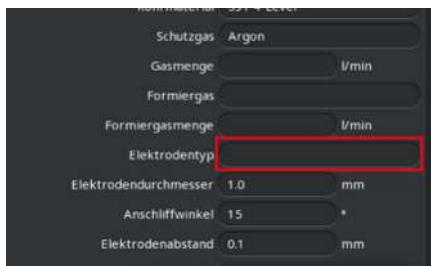 Schutzgas Argon
Gasmenge l/min
Formiergas
Formiergasmenge l/min
Elektrodentyp
Elektrodendurchmesser 1.0 mm
Anschliffwinkel 15 °
Elektrodenabstand 0.1 mm